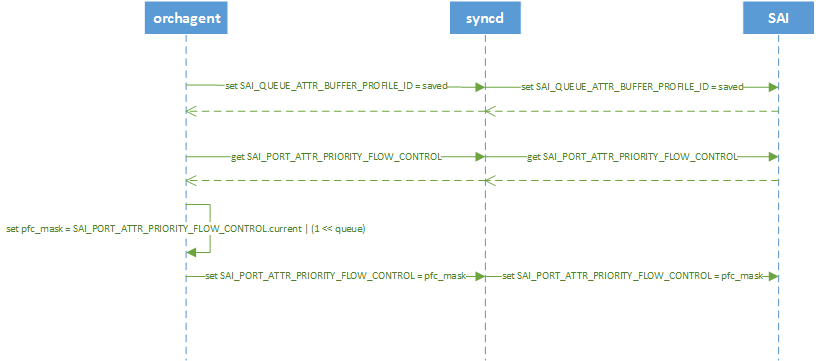 orchagent
syncd
SAI
set SAI_QUEUE_ATTR_BUFFER_PROFILE_ID = saved
set SAI_QUEUE_ATTR_BUFFER_PROFILE_ID = saved
get SAI_PORT_ATTR_PRIORITY_FLOW_CONTROL
get SAI_PORT_ATTR_PRIORITY_FLOW_CONTROL
set pfc_mask = SAI_PORT_ATTR_PRIORITY_FLOW_CONTROL.current | (1 << queue)
set SAI_PORT_ATTR_PRIORITY_FLOW_CONTROL = pfc_mask
set SAI_PORT_ATTR_PRIORITY_FLOW_CONTROL = pfc_mask